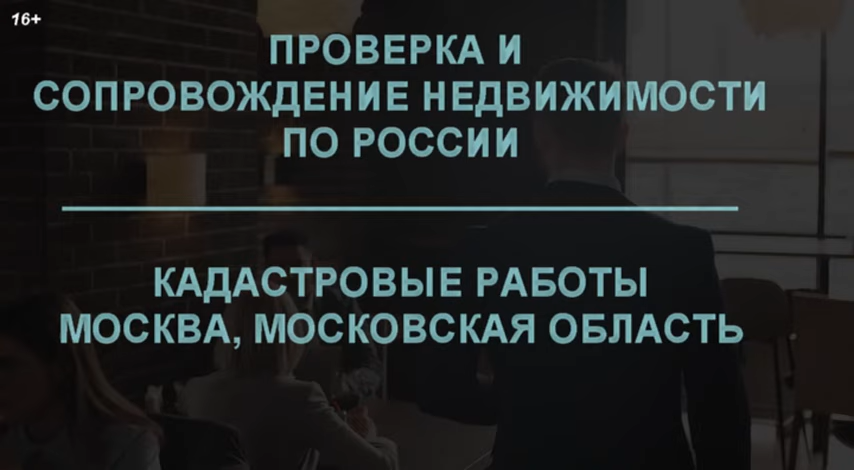 16+
ПРОВЕРКА И
СОПРОВОЖДЕНИЕ НЕДВИЖИМОСТИ
ПО РОССИИ
КАДАСТРОВЫЕ РАБОТЫ
МОСКВА, МОСКОВСКАЯ ОБЛАСТЬ